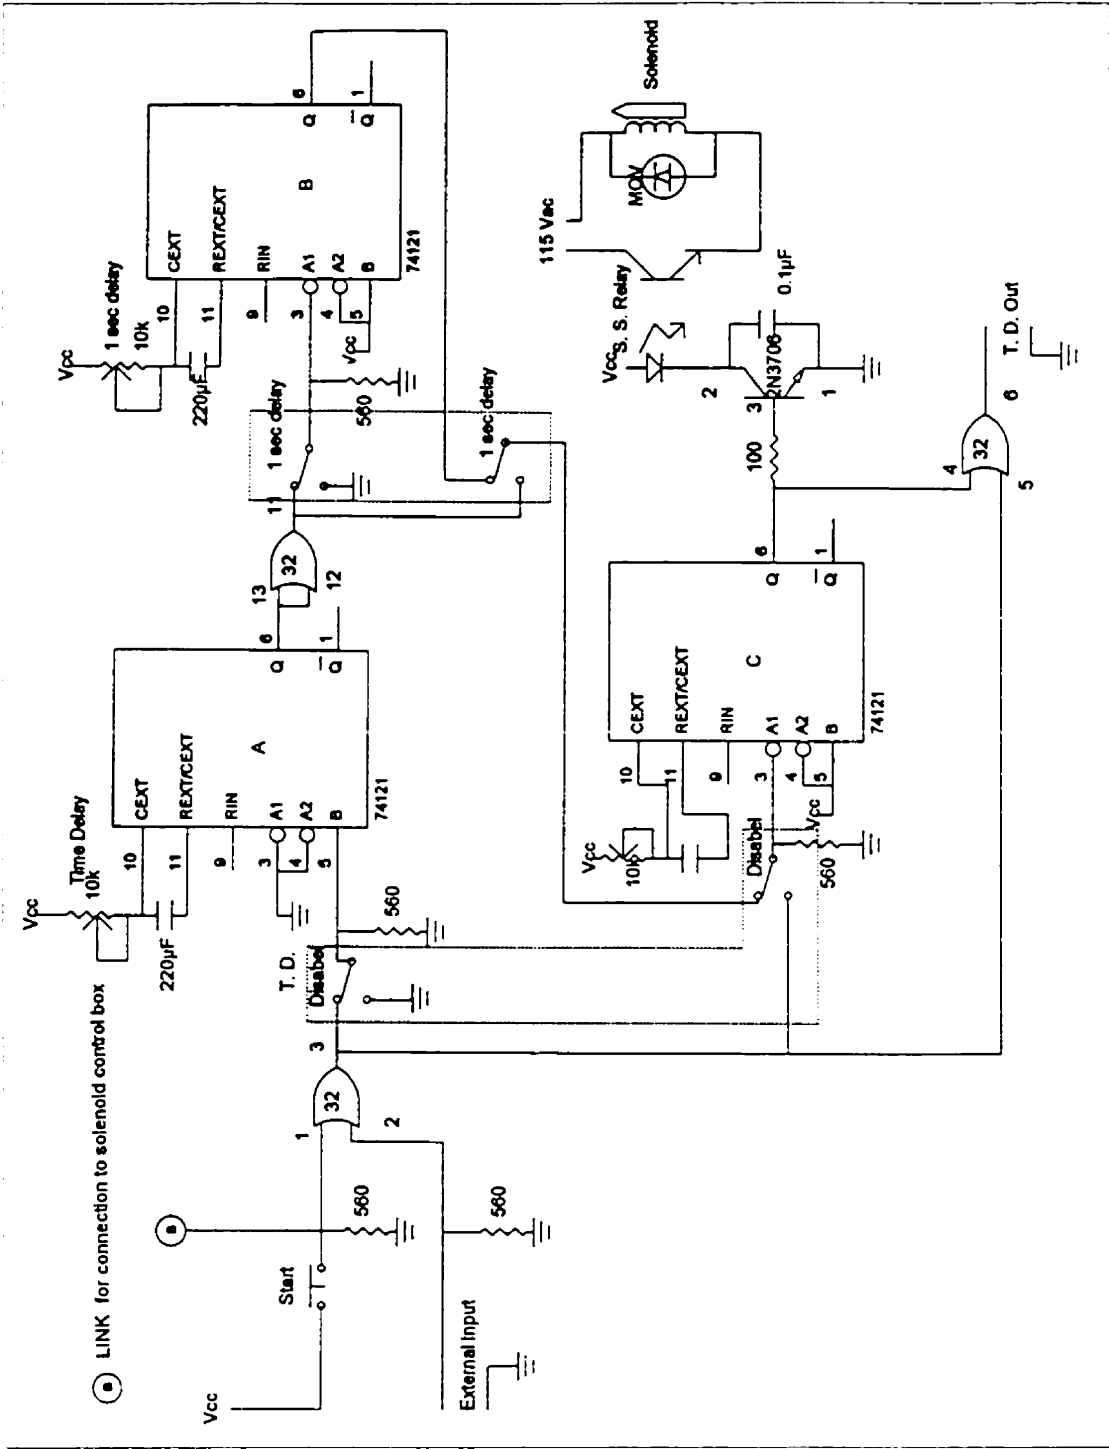 LINK for connection to solenoid control box
a
a
Vcc
Start
560
External Input
560
1
2
32
3
T. D.
Disabel
560
Vcc
Time Delay
10k
220µF
10
11
9
3
4
5
CEXT
REXT/CEXT
RIN
A1
A2
B
A
74121
Q
6
Q
1
13
12
32
11
1 sec delay
1 sec delay
560
Vcc
1 sec delay
10k
220µF
10
11
9
3
4
5
Vcc
CEXT
REXT/CEXT
RIN
A1
A2
B
B
74121
Q
6
Q
1
Vcc
10k
Disabel
560
10
11
9
3
4
5
Vcc
CEXT
REXT/CEXT
RIN
A1
A2
B
C
74121
Q
6
Q
1
100
3
2
1
2N3706
0.1µF
Vcc
S. S. Relay
115 Vac
MOV
Solenoid
4
5
32
6
T. D. Out